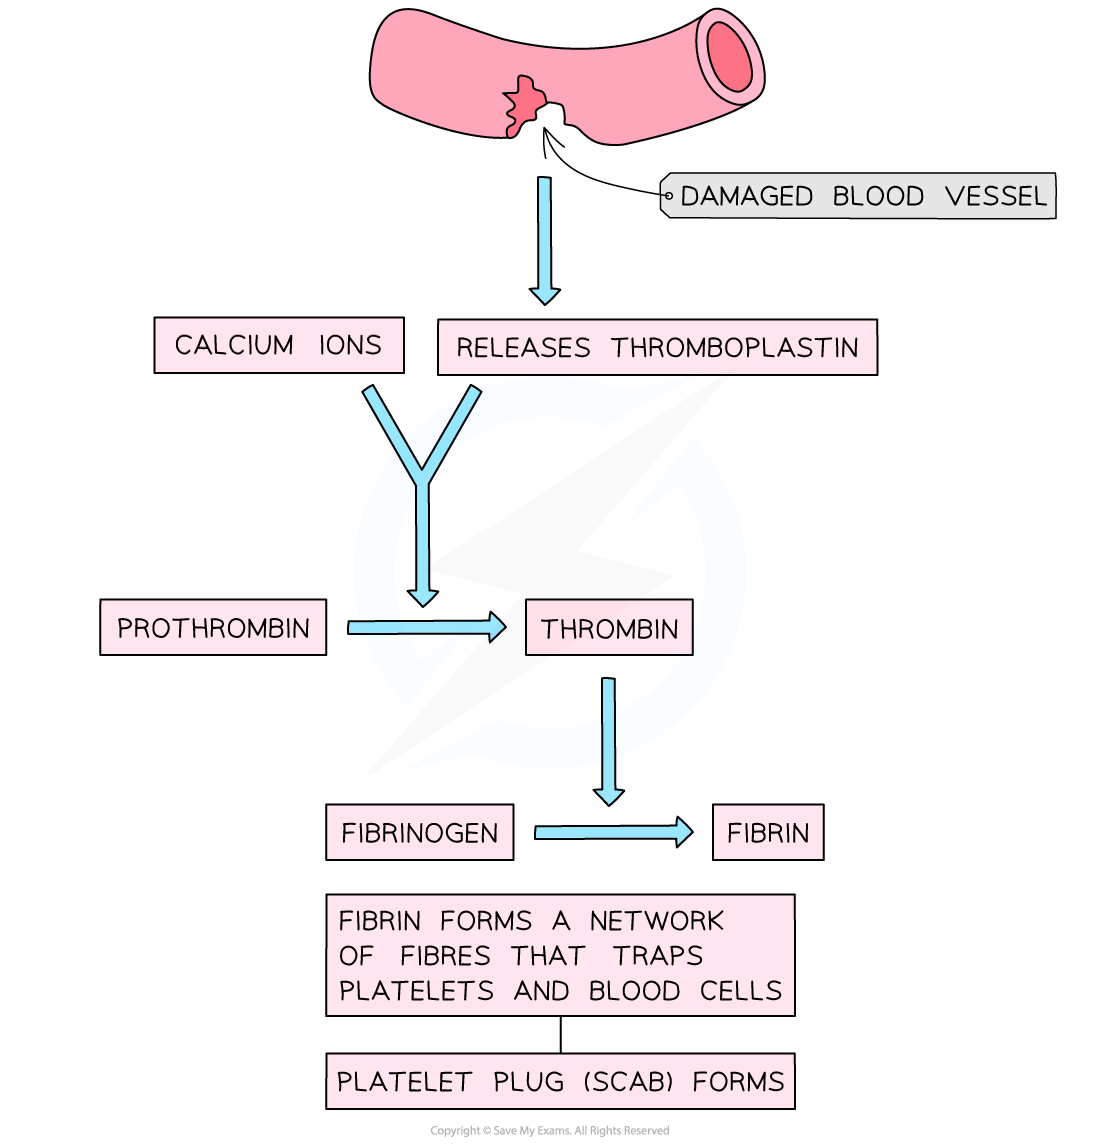 DAMAGED BLOOD VESSEL
CALCIUM IONS
RELEASES THROMBOPLASTIN
PROTHROMBIN
THROMBIN
FIBRINOGEN
FIBRIN
FIBRIN FORMS A NETWORK
OF FIBRES THAT TRAPS
PLATELETS AND BLOOD CELLS
PLATELET PLUG (SCAB) FORMS
Copyright © Save My Exams. All Rights Reserved